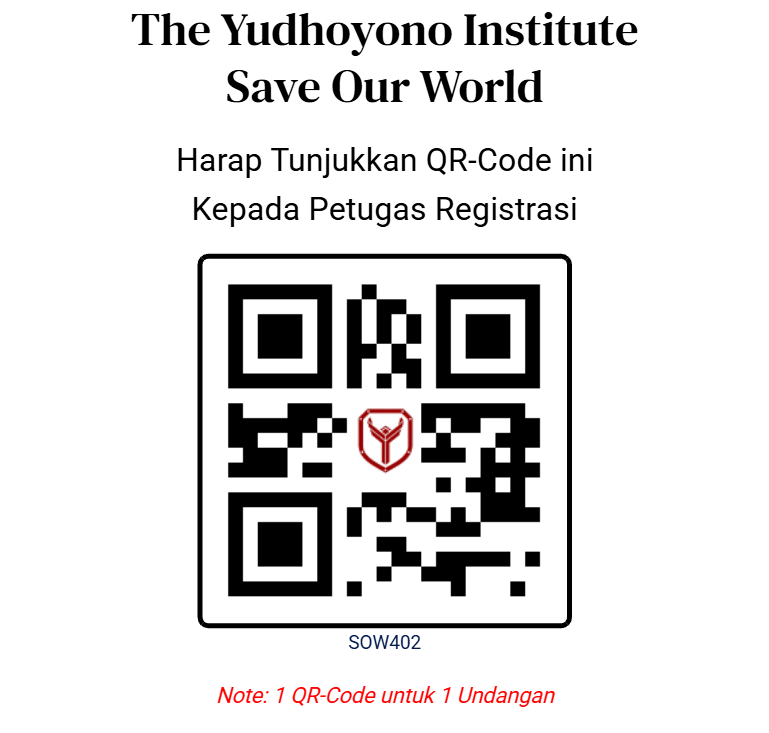 The Yudhoyono Institute
Save Our World
Harap Tunjukkan QR-Code ini
Kepada Petugas Registrasi
SOW402
Note: 1 QR-Code untuk 1 Undangan